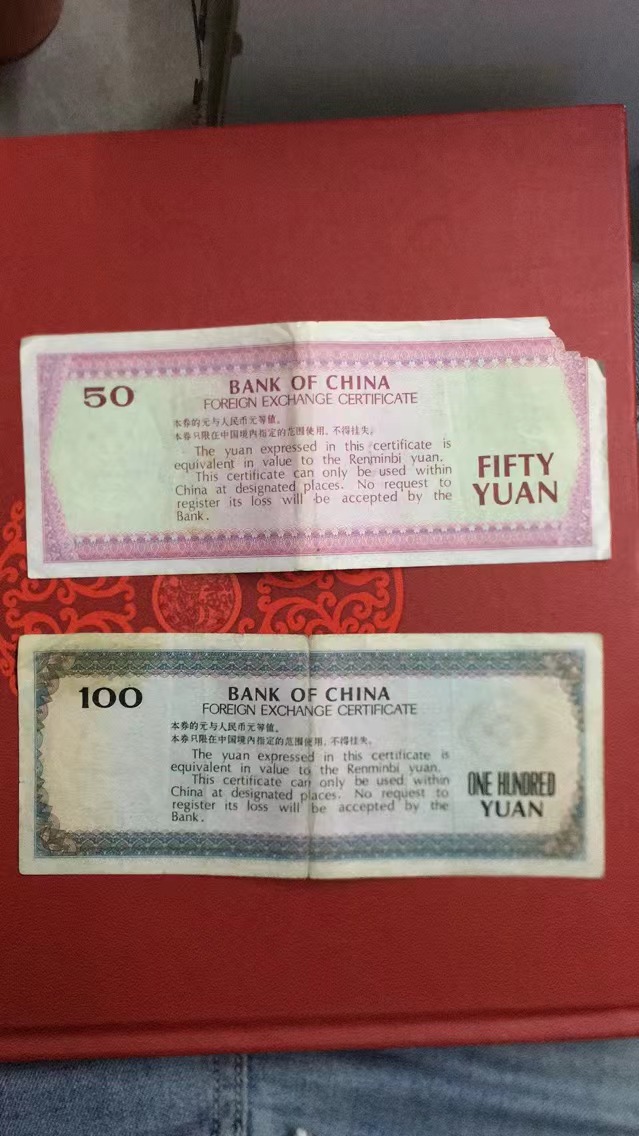 50
BANK OF CHINA
FOREIGN EXCHANGE CERTIFICATE
本券的元与人民币元等值。
本券只限在中国境内指定的范围使用，不得挂失。
The yuan expressed in this certificate is
equivalent in value to the Renminbi yuan.
This certificate can only be used within
China at designated places. No request to
register its loss will be accepted by the
Bank.
FIFTY
YUAN
100
BANK OF CHINA
FOREIGN EXCHANGE CERTIFICATE
本券的元与人民币元等值。
本券只限在中国境内指定的范围使用，不得挂失。
The yuan expressed in this certificate is
equivalent in value to the Renminbi yuan.
This certificate can only be used within
China at designated places. No request to
register its loss will be accepted by the
Bank.
ONE HUNDRED
YUAN